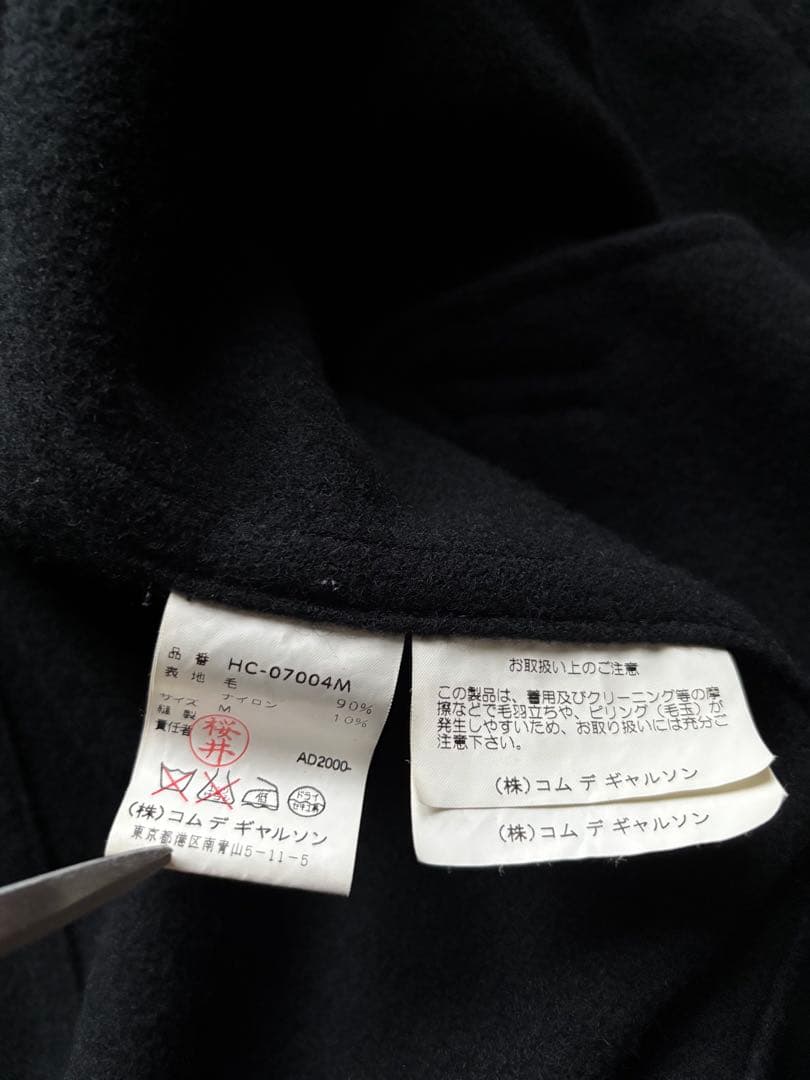 品番 HC-07004M
表地 毛 90%
ナイロン 10%
サイズ M
縫製
責任者 桜井
AD2000-
低
ドライ
セキユ系
(株)コム デ ギャルソン
東京都港区南青山5-11-5
お取扱い上のご注意
この製品は、着用及びクリーニング等の摩
擦などで毛羽立ちや、ピリング(毛玉)が
発生しやすいため、お取り扱いには充分ご
注意下さい。
(株)コム デ ギャルソン
(株)コム デ ギャルソン